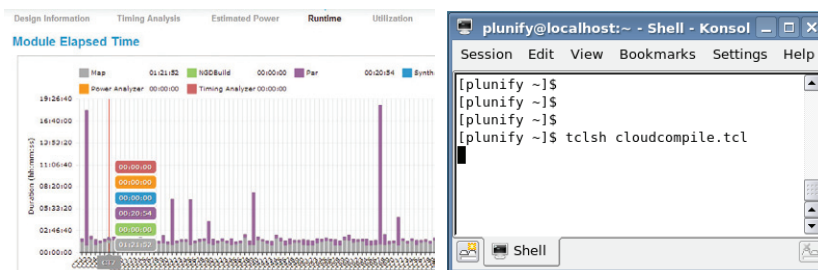 Design Information Timing Analysis Estimated Power Runtime Utilization
Module Elapsed Time
Map 01:21:52 NGDBuild 00:00:00 Par 00:20:54 Synth
Power Analyzer 00:00:00 Timing Analyzer 00:00:00
19:26:40
16:40:00
13:53:20
11:06:40
08:20:00
05:33:20
02:46:40
00:00:00
Duration (hh:mm:ss)
00:00:00
00:00:00
00:00:00
00:20:54
00:00:00
01:21:52
plunify@localhost:~ - Shell - Konsol
Session Edit View Bookmarks Settings Help
[plunify ~]$
[plunify ~]$
[plunify ~]$
[plunify ~]$ tclsh cloudcompile.tcl
Shell